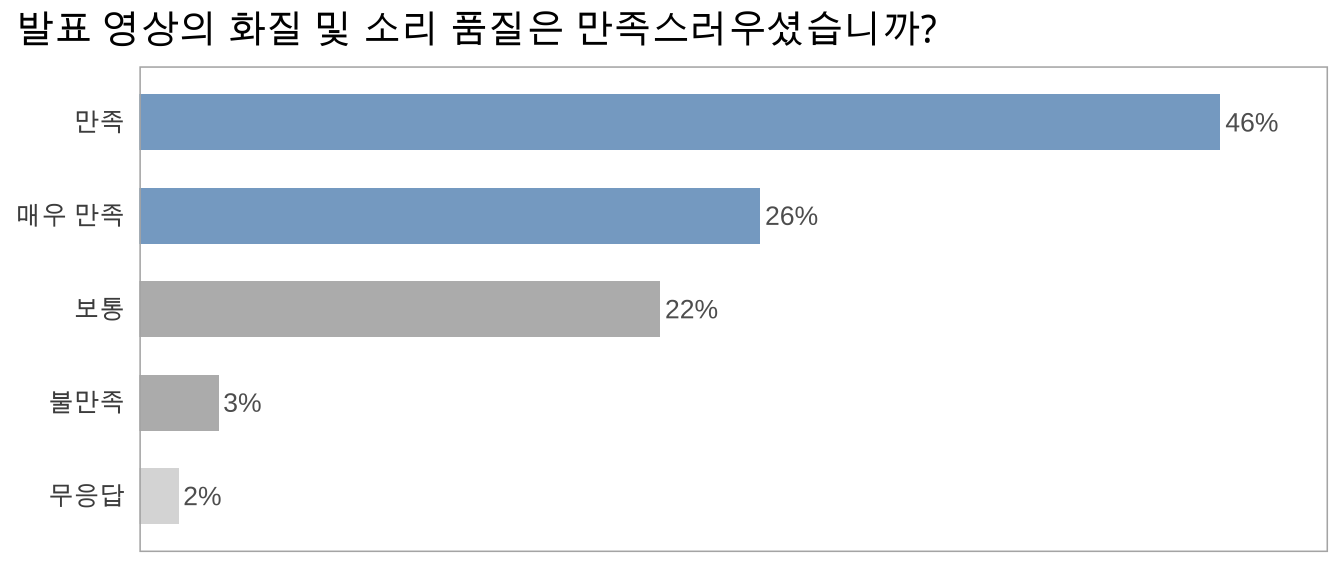 발표 영상의 화질 및 소리 품질은 만족스러우셨습니까?
만족 46%
매우 만족 26%
보통 22%
불만족 3%
무응답 2%